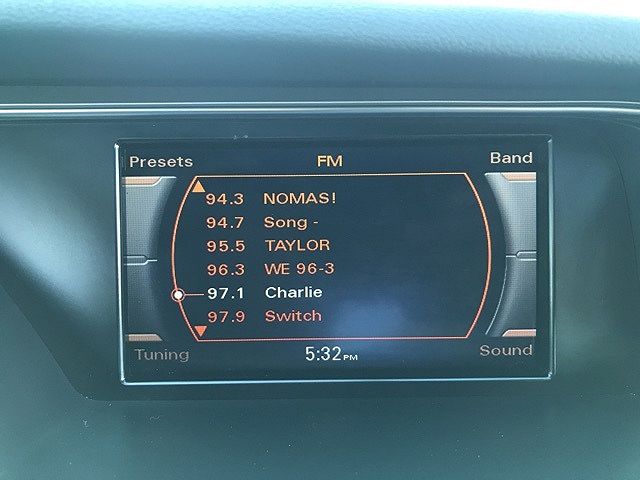 Presets FM Band
94.3 NOMAS!
94.7 Song -
95.5 TAYLOR
96.3 WE 96-3
97.1 Charlie
97.9 Switch
Tuning 5:32PM Sound